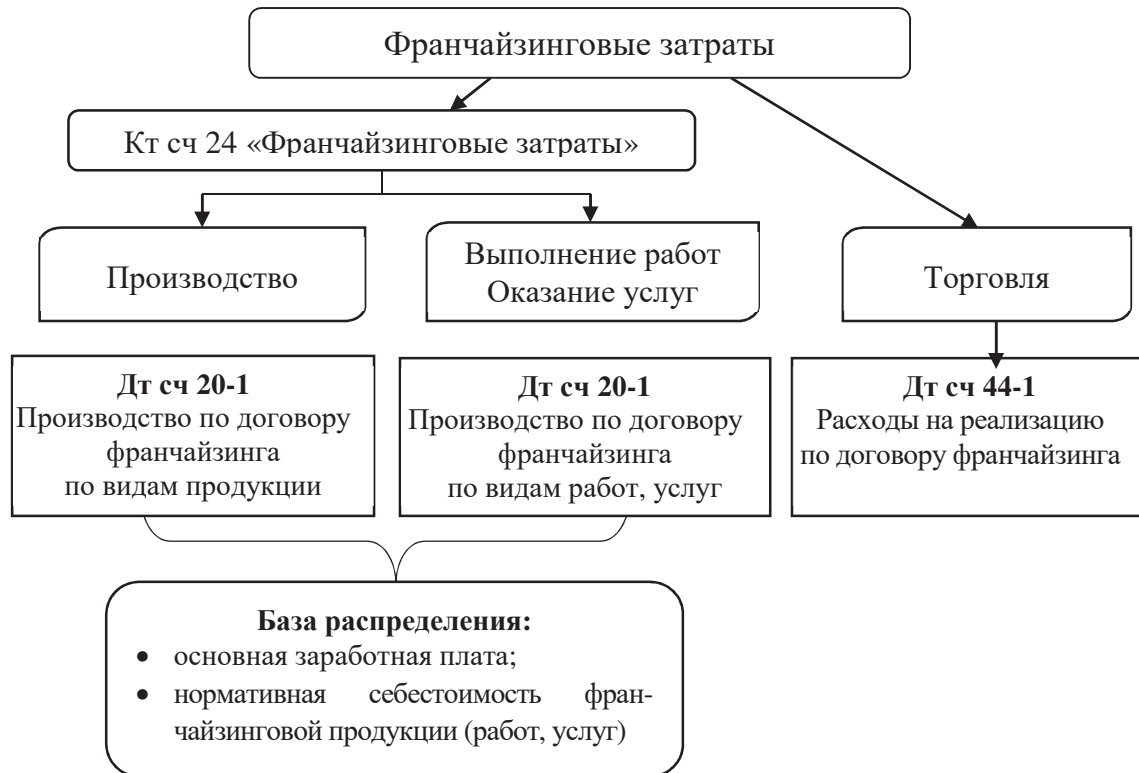 Франчайзинговые затраты
Кт сч 24 «Франчайзинговые затраты»
Производство
Выполнение работ
Оказание услуг
Торговля
Дт сч 20-1
Производство по договору
франчайзинга
по видам продукции
Дт сч 20-1
Производство по договору
франчайзинга
по видам работ, услуг
Дт сч 44-1
Расходы на реализацию
по договору франчайзинга
База распределения:
• основная заработная плата;
• нормативная себестоимость фран-
чайзинговой продукции (работ, услуг)